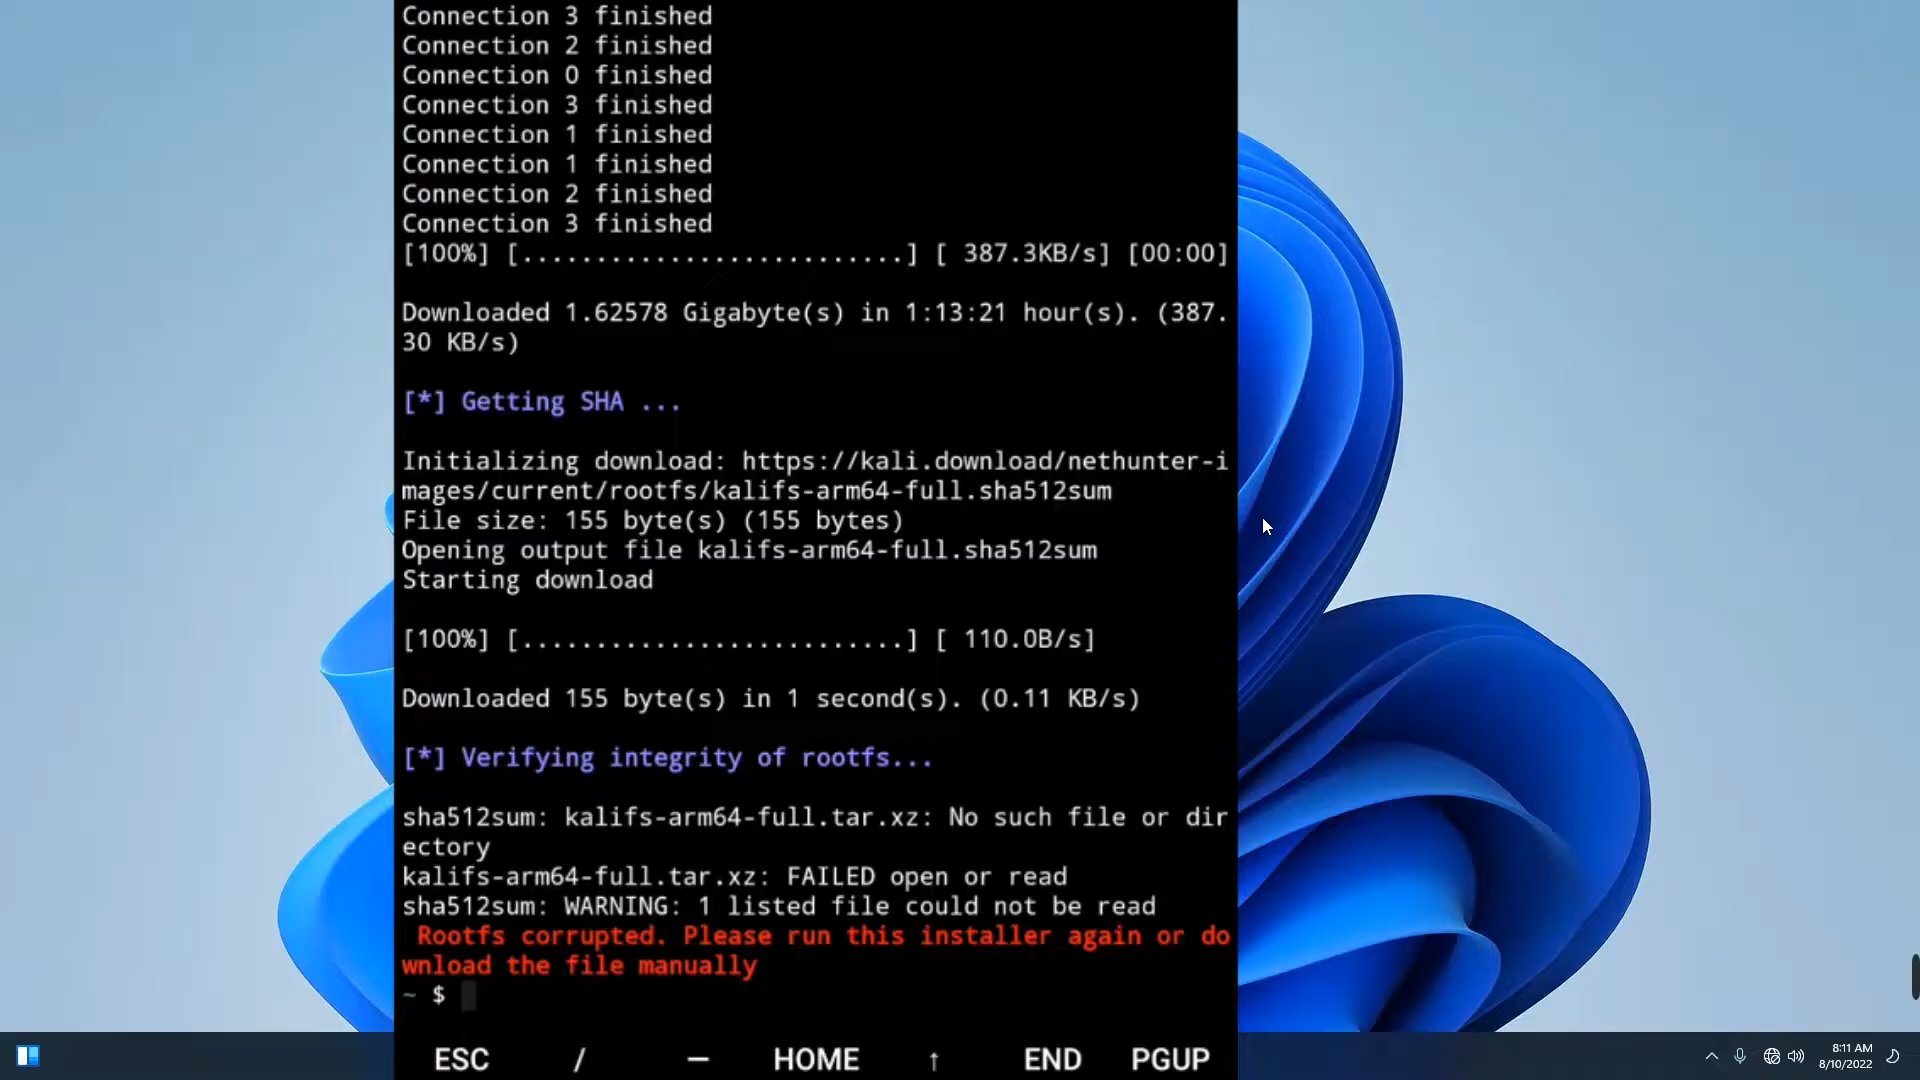 Connection 3 finished
Connection 2 finished
Connection 0 finished
Connection 3 finished
Connection 1 finished
Connection 1 finished
Connection 2 finished
Connection 3 finished
[100%] [..........................] [ 387.3KB/s] [00:00]
Downloaded 1.62578 Gigabyte(s) in 1:13:21 hour(s). (387.
30 KB/s)
[*] Getting SHA ...
Initializing download: https://kali.download/nethunter-i
mages/current/rootfs/kalifs-arm64-full.sha512sum
File size: 155 byte(s) (155 bytes)
Opening output file kalifs-arm64-full.sha512sum
Starting download
[100%] [..........................] [ 110.0B/s]
Downloaded 155 byte(s) in 1 second(s). (0.11 KB/s)
[*] Verifying integrity of rootfs...
sha512sum: kalifs-arm64-full.tar.xz: No such file or dir
ectory
kalifs-arm64-full.tar.xz: FAILED open or read
sha512sum: WARNING: 1 listed file could not be read
Rootfs corrupted. Please run this installer again or do
wnload the file manually
~ $
ESC / — HOME ↑ END PGUP
8:11 AM
8/10/2022